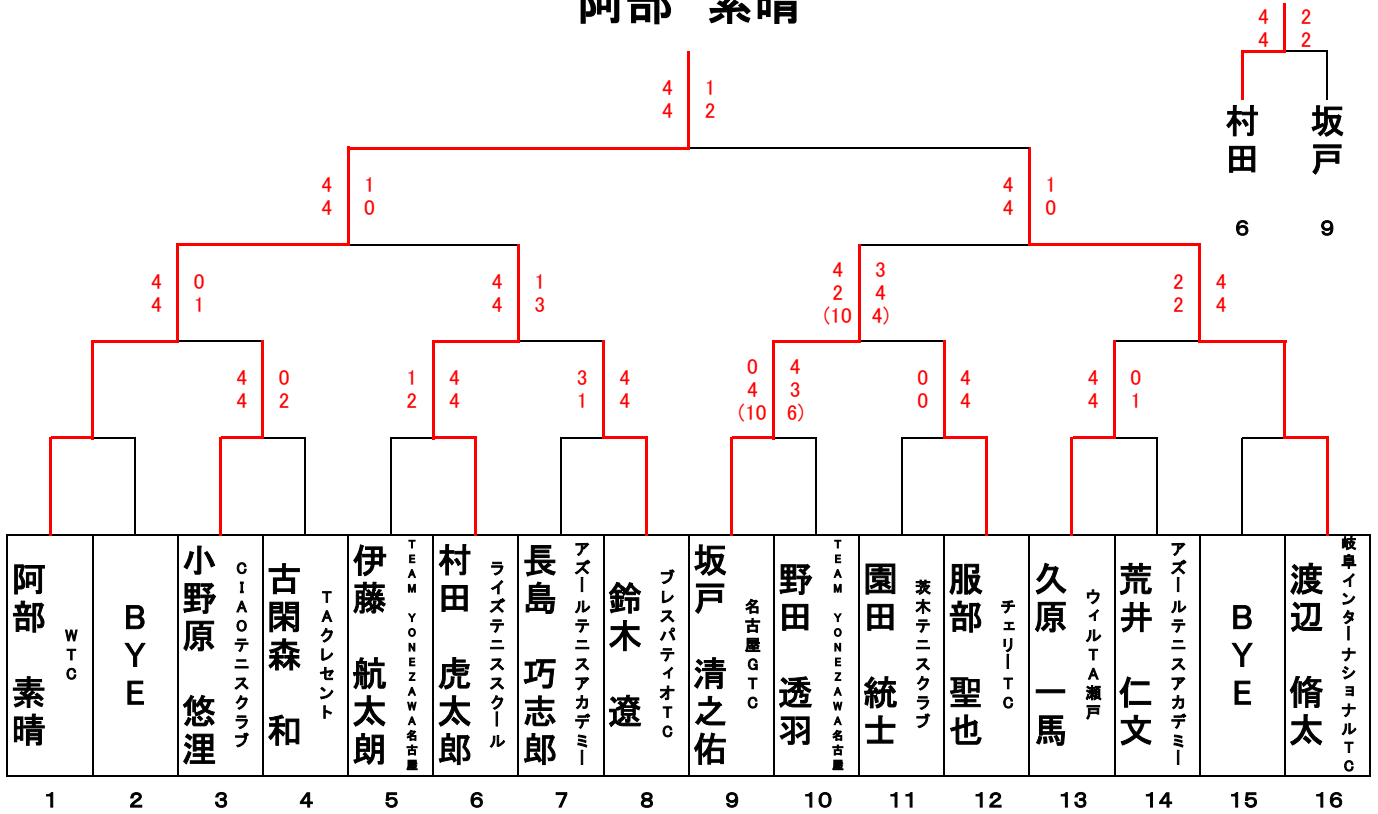 阿部 素晴
4 2
4 2
村田
坂戸
6 9
4 1
4 2
4 1
4 0
4 1
4 0
4 0
4 1
4 1
4 3
4 3
2 4
(10 4)
2 4
2 4
4 0
4 2
1 4
2 4
3 4
1 4
0 4
4 3
(10 6)
0 4
0 4
4 0
4 1
阿部 素晴
WTC
BYE
小野原 悠浬
CIAOテニスクラブ
古閑森 和
TAクレセント
伊藤 航太朗
TEAM YONEZAWA名古屋
村田 虎太郎
ライズテニススクール
長島 巧志郎
アズールテニスアカデミー
鈴木 遼
ブレスパティオTC
坂戸 清之佑
名古屋GTC
野田 透羽
TEAM YONEZAWA名古屋
園田 統士
茨木テニスクラブ
服部 聖也
チェリーTC
久原 一馬
ウィルTA瀬戸
荒井 仁文
アズールテニスアカデミー
BYE
渡辺 脩太
岐阜インターナショナルTC
1 2 3 4 5 6 7 8 9 10 11 12 13 14 15 16